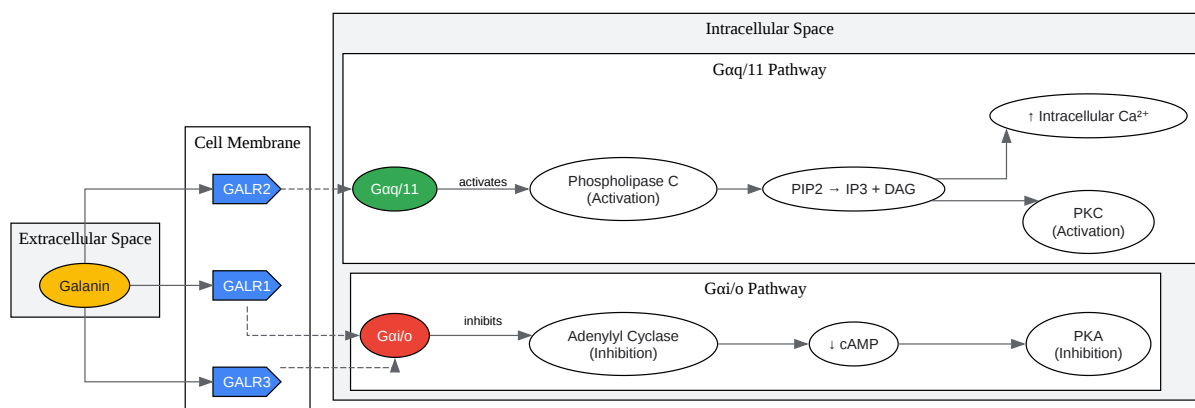 Intracellular Space
Gαq/11 Pathway
↑ Intracellular Ca²⁺
Cell Membrane
GALR2
Gαq/11
activates
Phospholipase C
(Activation)
PIP2 → IP3 + DAG
PKC
(Activation)
Extracellular Space
Galanin
GALR1
Gαi/o Pathway
Gαi/o
inhibits
Adenylyl Cyclase
(Inhibition)
↓ cAMP
PKA
(Inhibition)
GALR3